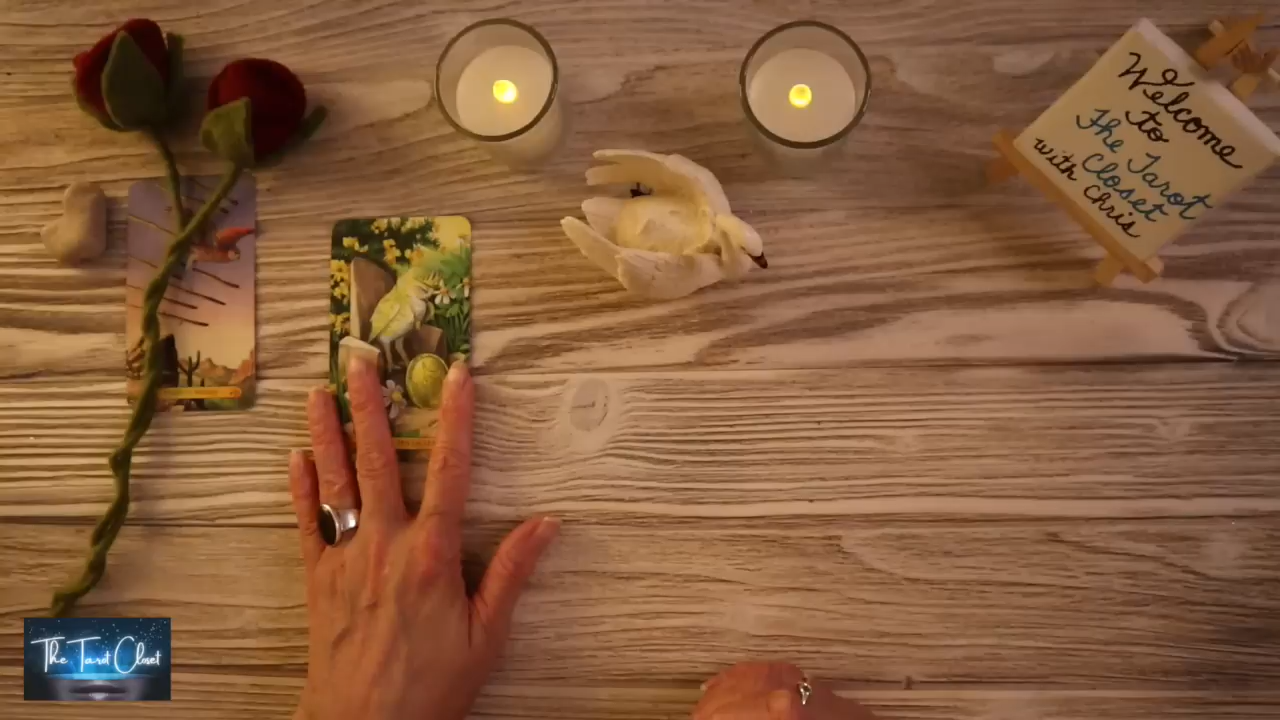 Welcome
to
The Tarot
Closet
with Chris
The Tarot Closet